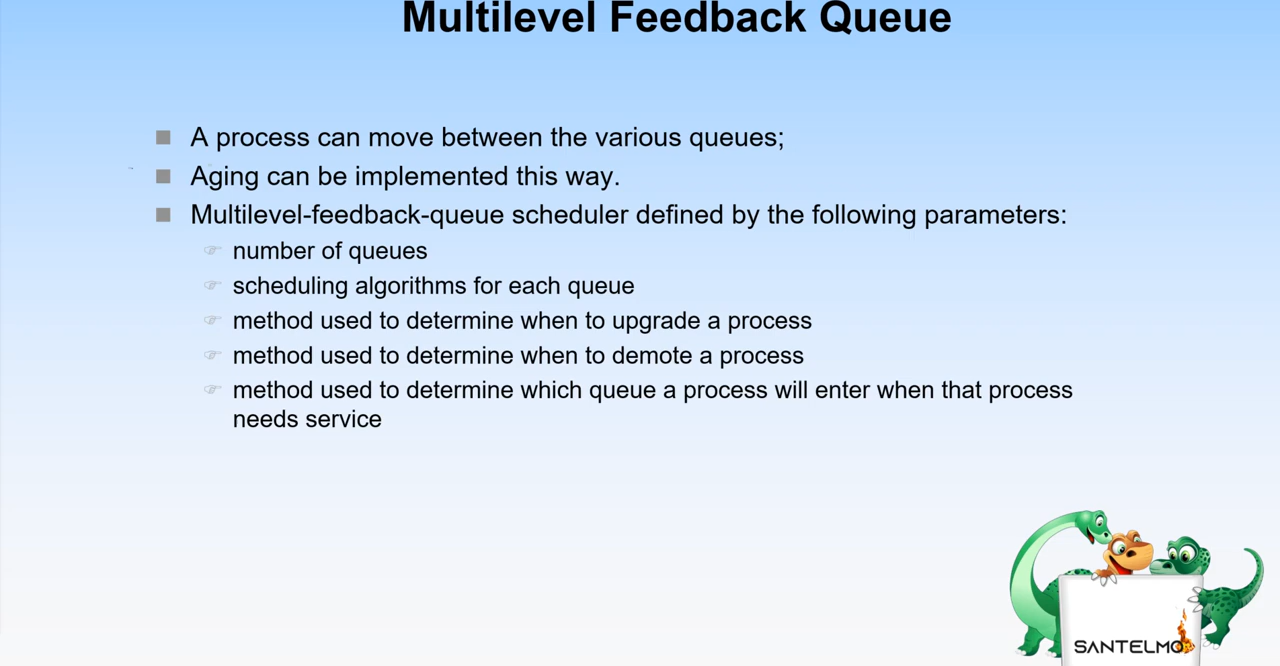 Multilevel Feedback Queue
A process can move between the various queues;
Aging can be implemented this way.
Multilevel-feedback-queue scheduler defined by the following parameters:
number of queues
scheduling algorithms for each queue
method used to determine when to upgrade a process
method used to determine when to demote a process
method used to determine which queue a process will enter when that process
needs service
SANTELMO